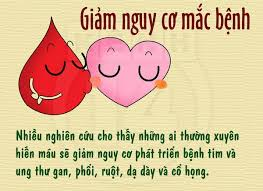 Giảm nguy cơ mắc bệnh
Nhiều nghiên cứu cho thấy những ai thường xuyên
hiến máu sẽ giảm nguy cơ phát triển bệnh tim và
ung thư gan, phổi, ruột, dạ dày và cổ họng.